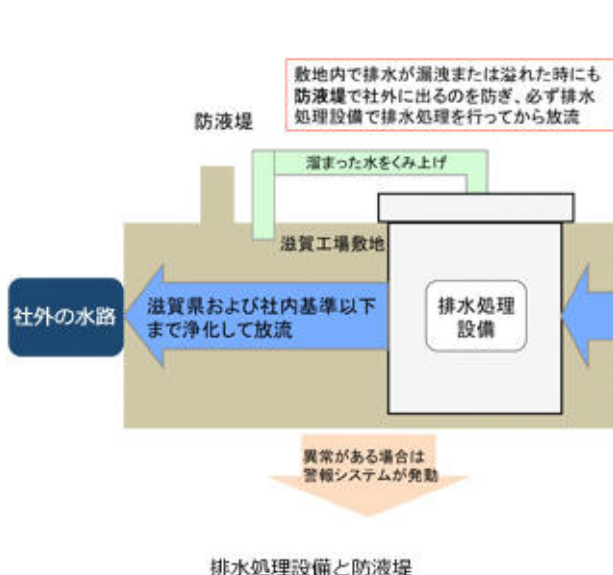 敷地内で排水が漏洩または溢れた時にも
防液堤で社外に出るのを防ぎ、必ず排水
処理設備で排水処理を行ってから放流
防液堤
溜まった水をくみ上げ
滋賀工場敷地
社外の水路
滋賀県および社内基準以下
まで浄化して放流
排水処理
設備
異常がある場合は
警報システムが発動
排水処理設備と防液堤